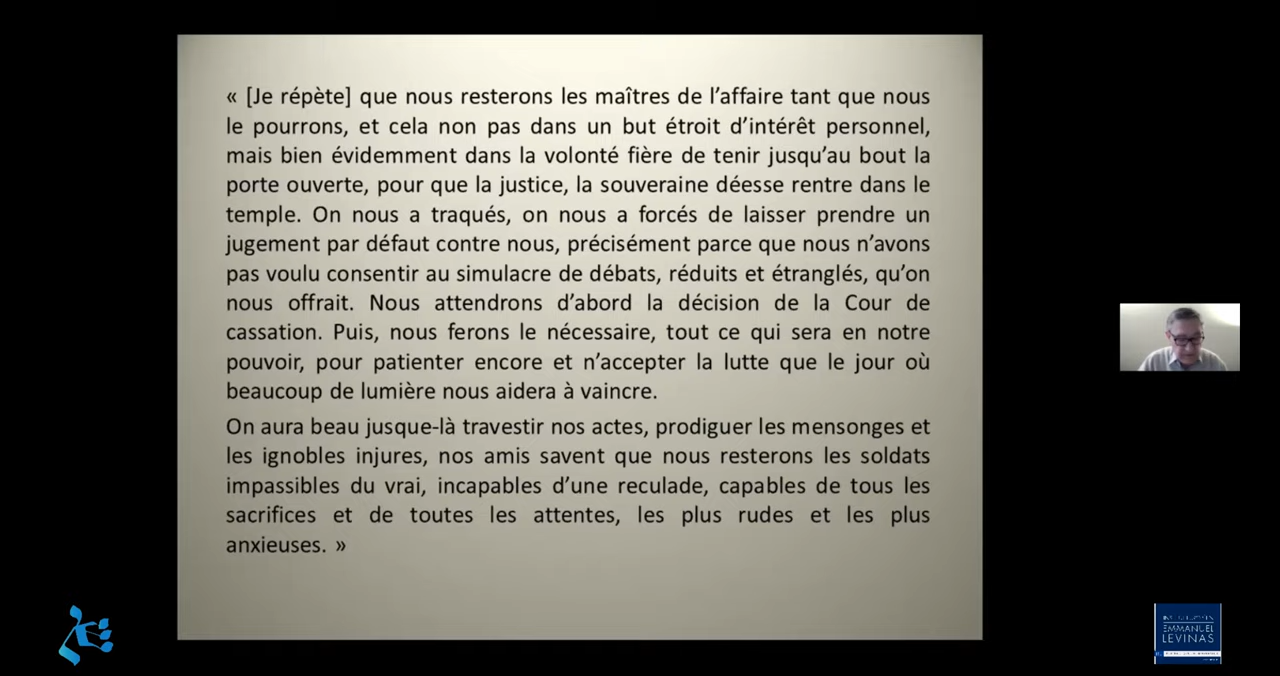 « [Je répète] que nous resterons les maîtres de l’affaire tant que nous
le pourrons, et cela non pas dans un but étroit d’intérêt personnel,
mais bien évidemment dans la volonté fière de tenir jusqu’au bout la
porte ouverte, pour que la justice, la souveraine déesse rentre dans le
temple. On nous a traqués, on nous a forcés de laisser prendre un
jugement par défaut contre nous, précisément parce que nous n’avons
pas voulu consentir au simulacre de débats, réduits et étranglés, qu’on
nous offrait. Nous attendrons d’abord la décision de la Cour de
cassation. Puis, nous ferons le nécessaire, tout ce qui sera en notre
pouvoir, pour patienter encore et n’accepter la lutte que le jour où
beaucoup de lumière nous aidera à vaincre.
On aura beau jusque-là travestir nos actes, prodiguer les mensonges et
les ignobles injures, nos amis savent que nous resterons les soldats
impassibles du vrai, incapables d’une reculade, capables de tous les
sacrifices et de toutes les attentes, les plus rudes et les plus
anxieuses. »
EMMANUEL
LEVINAS